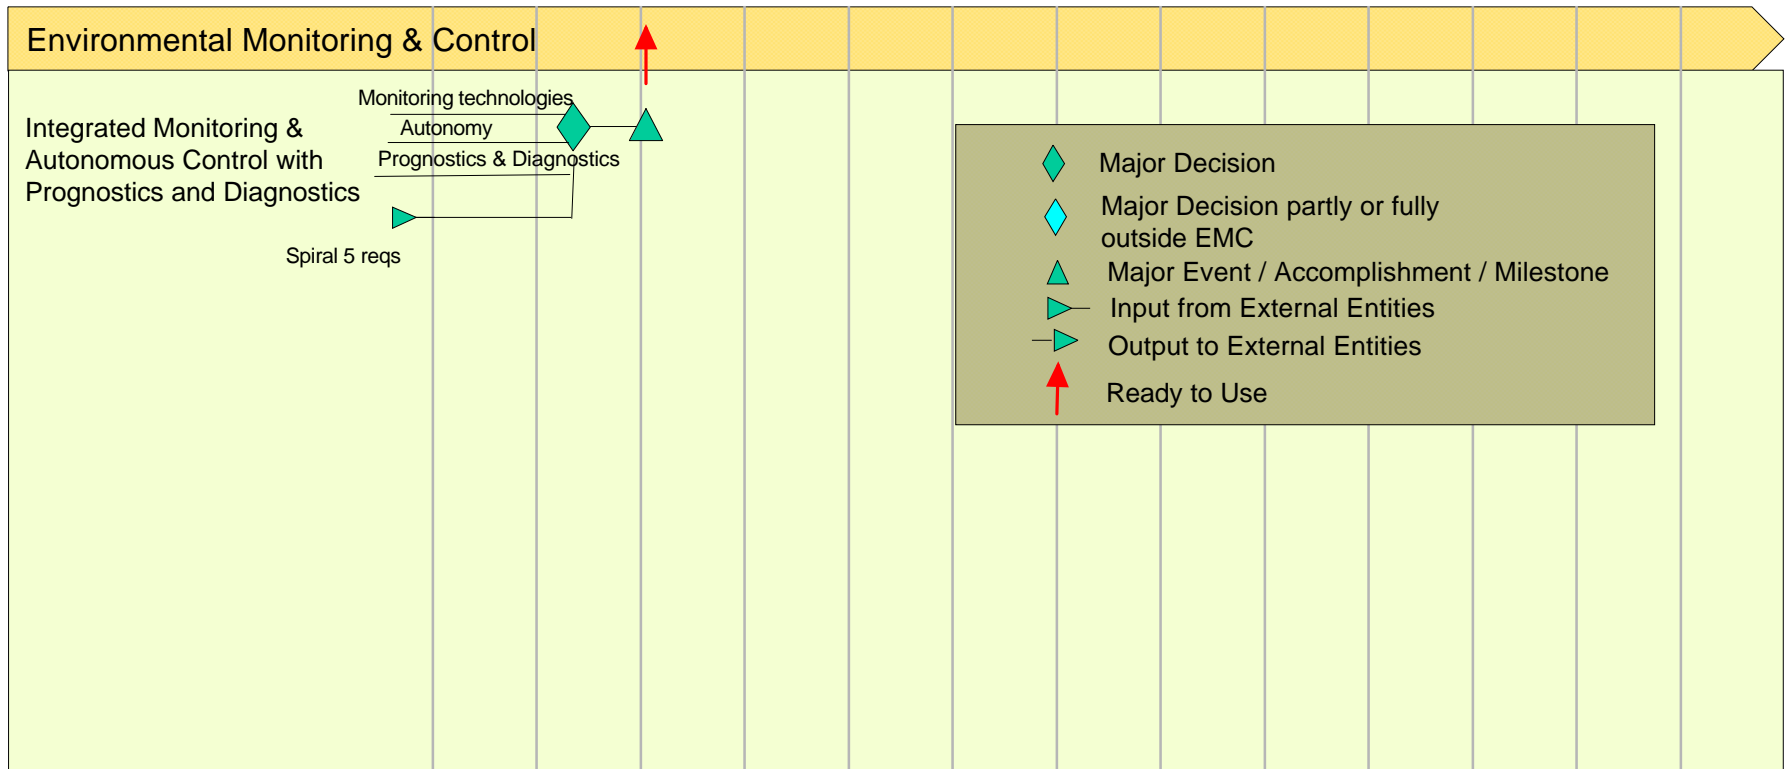 Environmental Monitoring & Control
Monitoring technologies
Integrated Monitoring &
Autonomous Control with
Prognostics and Diagnostics
Autonomy
Prognostics & Diagnostics
Spiral 5 reqs
Major Decision
Major Decision partly or fully
outside EMC
Major Event / Accomplishment / Milestone
Input from External Entities
Output to External Entities
Ready to Use